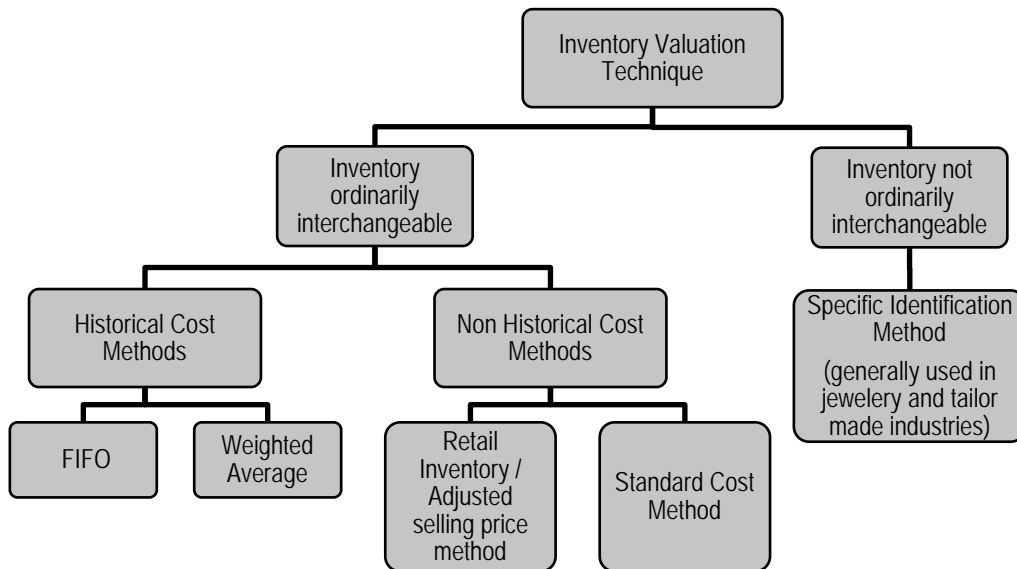 Inventory Valuation
Technique
Inventory
ordinarily
interchangeable
Inventory not
ordinarily
interchangeable
Historical Cost
Methods
Non Historical Cost
Methods
Specific Identification
Method
(generally used in
jewelery and tailor
made industries)
FIFO
Weighted
Average
Retail
Inventory /
Adjusted
selling price
method
Standard Cost
Method